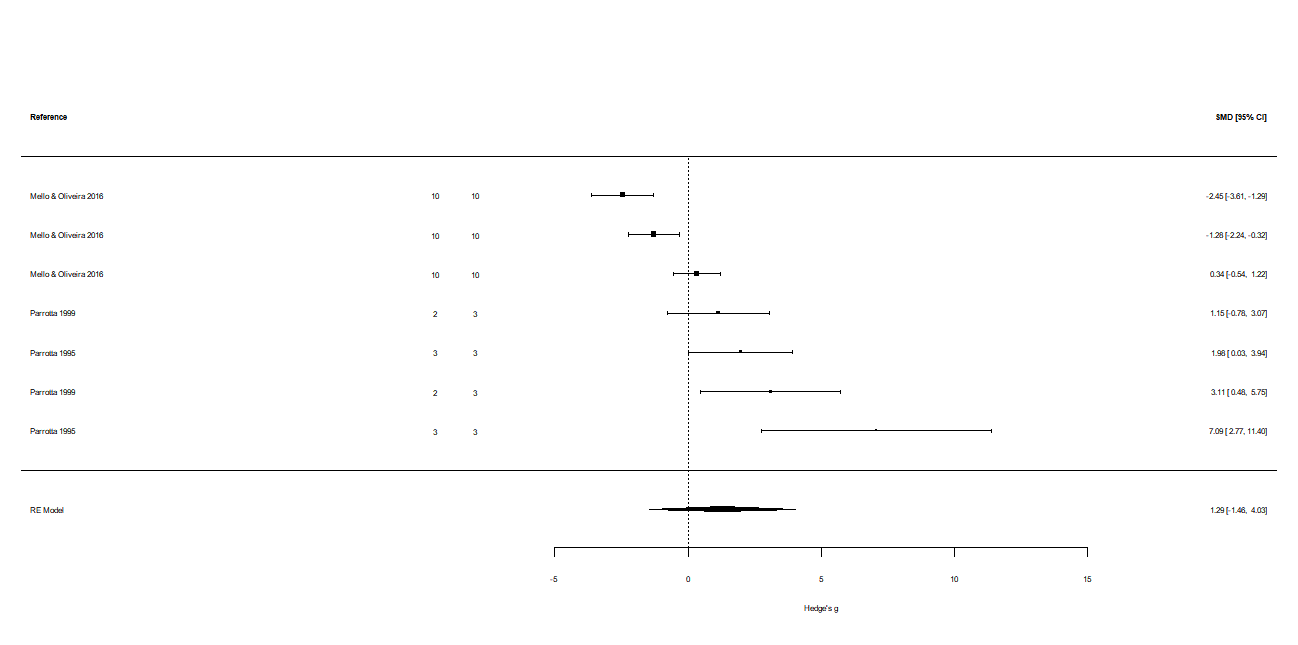 Reference SMD [95% CI]
Mello & Oliveira 2016 10 10 -2.45 [-3.61, -1.29]
Mello & Oliveira 2016 10 10 -1.28 [-2.24, -0.32]
Mello & Oliveira 2016 10 10 0.34 [-0.54, 1.22]
Parrotta 1999 2 3 1.15 [-0.78, 3.07]
Parrotta 1995 3 3 1.98 [ 0.03, 3.94]
Parrotta 1999 2 3 3.11 [ 0.46, 5.75]
Parrotta 1995 3 3 7.09 [ 2.77, 11.40]
RE Model 1.29 [-1.46, 4.03]
-5 0 5 10 15
Hedge's g